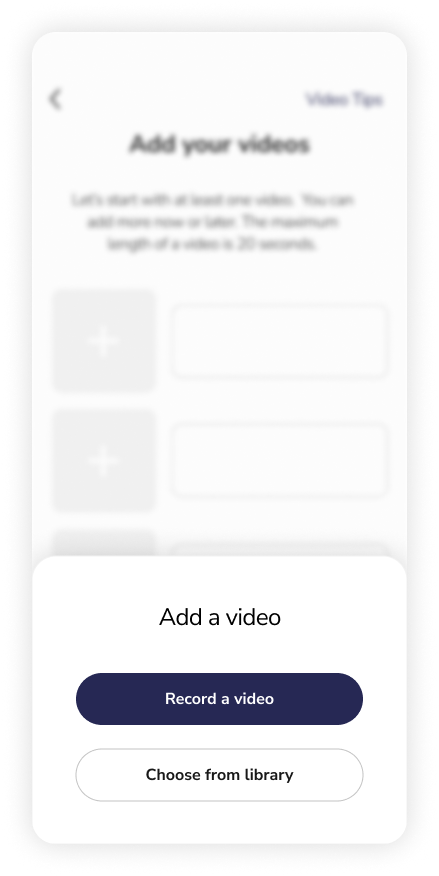 Video Tips
Add your videos
Let's start with at least one video. You can
add more now or later. The maximum
length of a video is 20 seconds.
Add a video
Record a video
Choose from library